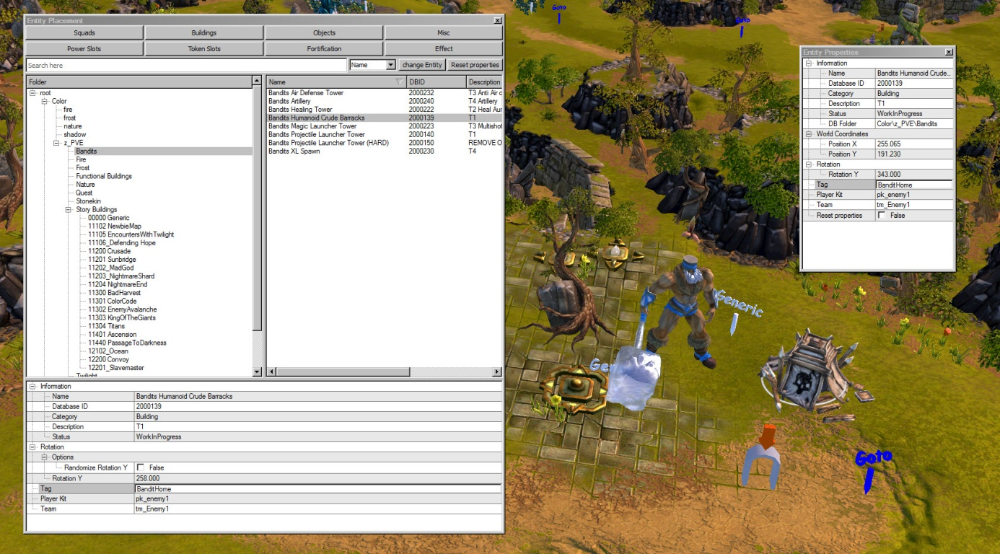 Entity Placement
Squads Buildings Objects Misc
Power Slots Token Slots Fortification Effect
Search here Name change Entity Reset properties
Folder
root
Color
fire
frost
nature
shadow
z_PVE
Bandits
Fire
Frost
Functional Buildings
Nature
Quest
Stonekin
Story Buildings
00000 Generic
11102 NewbieMap
11105 EncountersWithTwilight
11106_Defending Hope
11200 Crusade
11201 Sunbridge
11202_MadGod
11203_NightmareShard
11204 NightmareEnd
11300 BadHarvest
11301 ColorCode
11302 EnemyAvalanche
11303 KingOfTheGiants
11304 Titans
11401 Ascension
11440 PassageToDarkness
12102_Ocean
12200 Convoy
12201_Slavemaster
Twilight
Name DBID Description
Bandits Air Defense Tower 2000232 T3 Anti Air c
Bandits Artillery 2000240 T4 Artillery
Bandits Healing Tower 2000222 T2 Heal Aur
Bandits Humanoid Crude Barracks 2000139 T1
Bandits Magic Launcher Tower 2000223 T3 Multishot
Bandits Projectile Launcher Tower 2000140 T1
Bandits Projectile Launcher Tower (HARD) 2000150 REMOVE O
Bandits XL Spawn 2000230 T4
Information
Name Bandits Humanoid Crude Barracks
Database ID 2000139
Category Building
Description T1
Status WorkInProgress
Rotation
Options
Randomize Rotation Y False
Rotation Y 258.000
Tag BanditHome
Player Kit pk_enemy1
Team tm_Enemy1
Goto
Goto
Entity Properties
Information
Name Bandits Humanoid Crude...
Database ID 2000139
Category Building
Description T1
Status WorkInProgress
DB Folder Color\z_PVE\Bandits
World Coordinates
Position X 255.065
Position Y 191.230
Rotation
Rotation Y 343.000
Tag BanditHome
Player Kit pk_enemy1
Team tm_Enemy1
Reset properties False
Generic
Ge
Goto